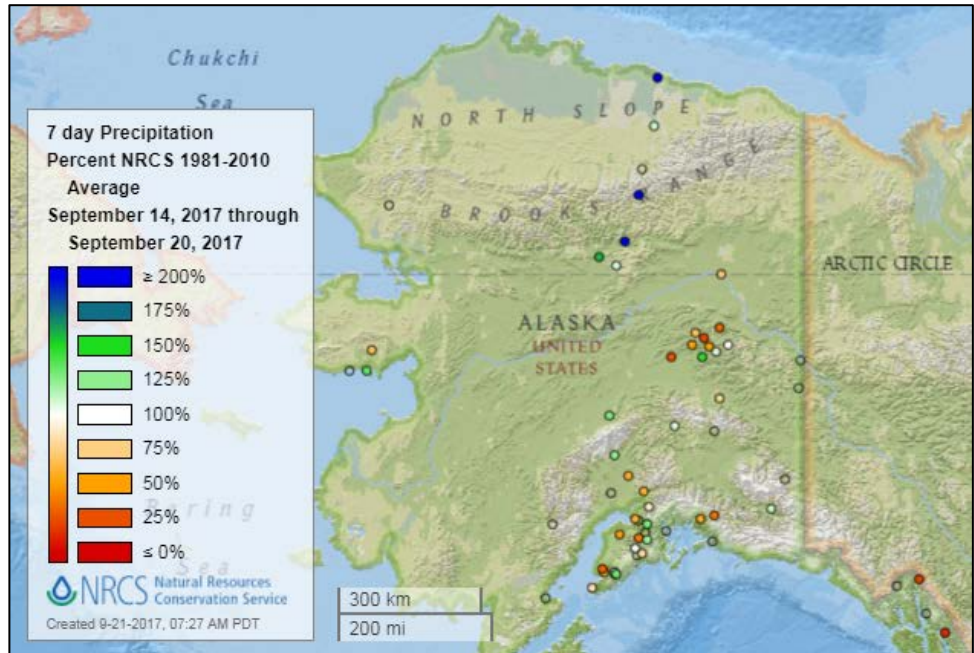 Chukchi
Sea
NORTH SLOPE
BROOKS RANGE
7 day Precipitation
Percent NRCS 1981-2010
Average
September 14, 2017 through
September 20, 2017
≥ 200%
175%
150%
125%
100%
75%
50%
25%
≤ 0%
NRCS Natural Resources
Conservation Service
Created 9-21-2017, 07:27 AM PDT
ARCTIC CIRCLE
ALASKA
UNITED
STATES
Bering
Sea
300 km
200 mi